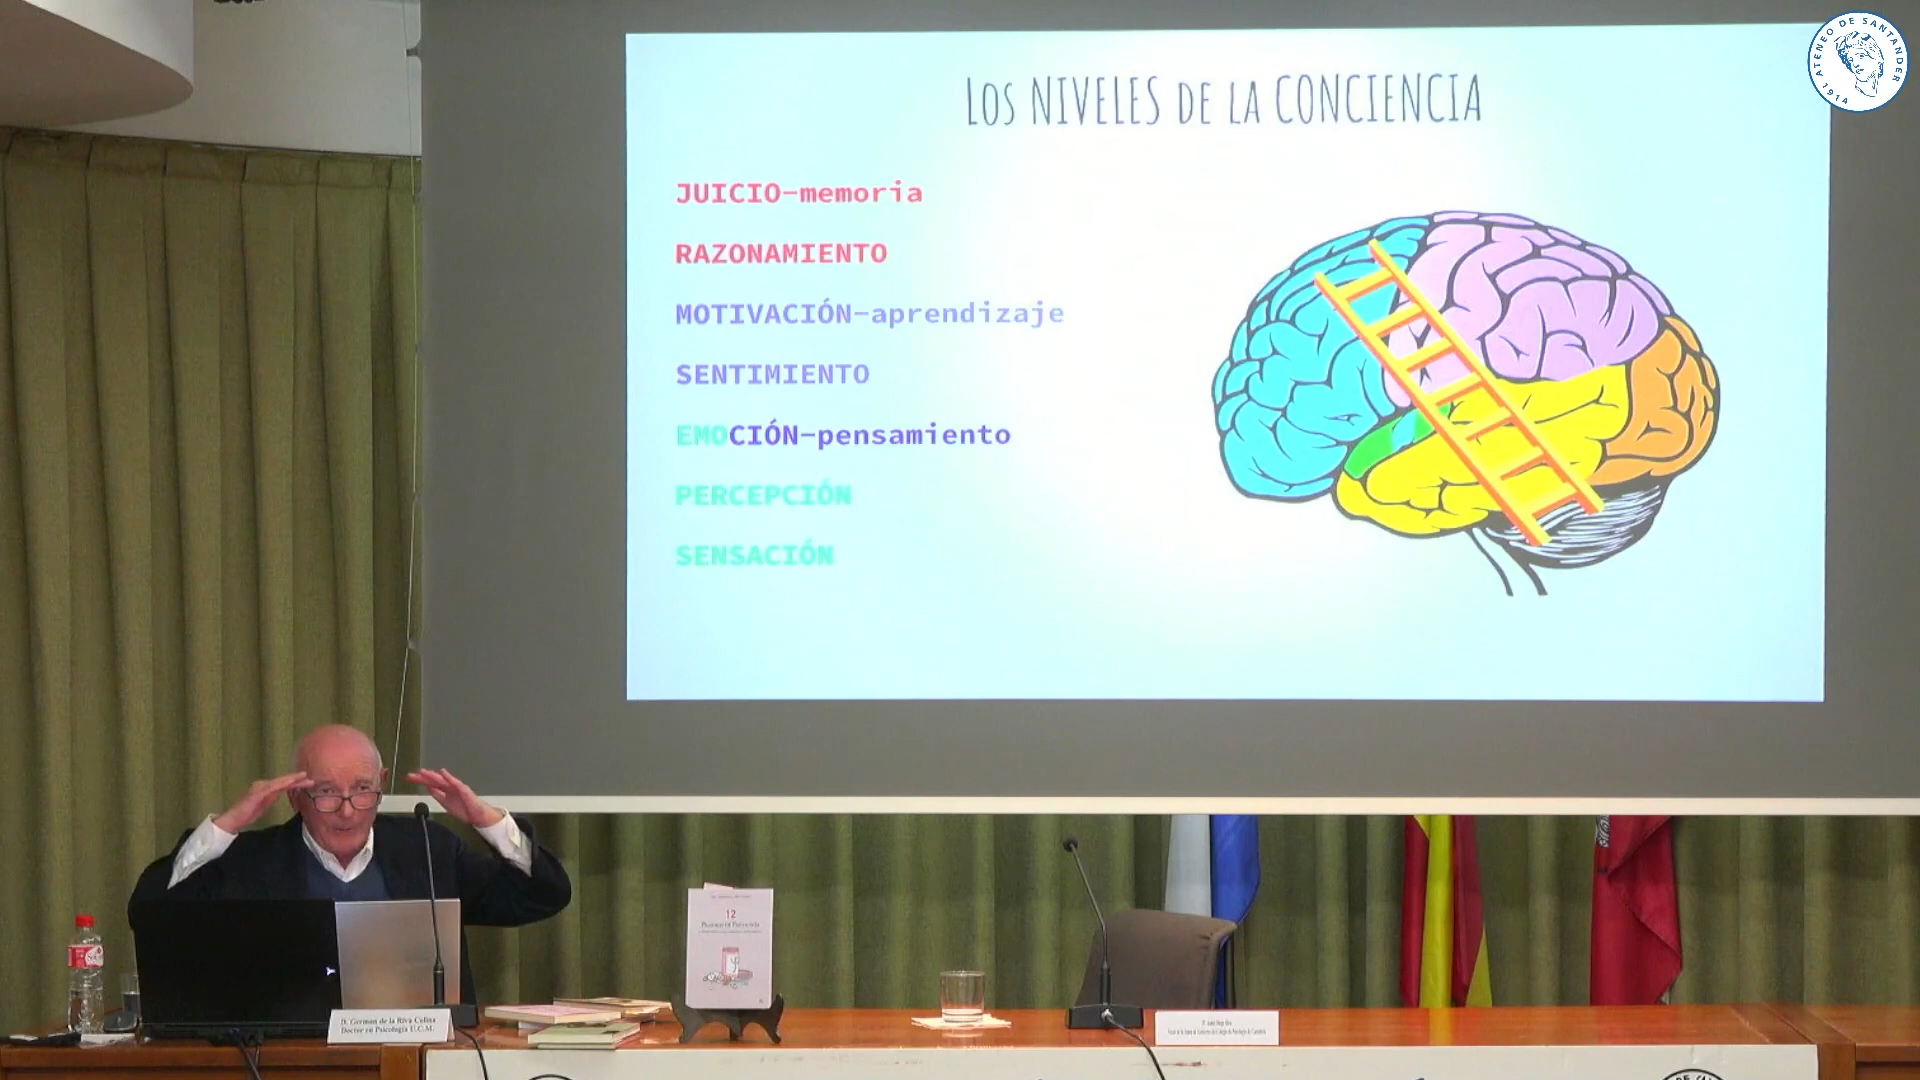 LOS NIVELES DE LA CONCIENCIA
JUICIO-memoria
RAZONAMIENTO
MOTIVACIÓN-aprendizaje
SENTIMIENTO
EMOCIÓN-pensamiento
PERCEPCIÓN
SENSACIÓN
ATENEO DE SANTANDER
1914
12
D. German de la Riva Colina
Doctor en Psicología U.C.M.